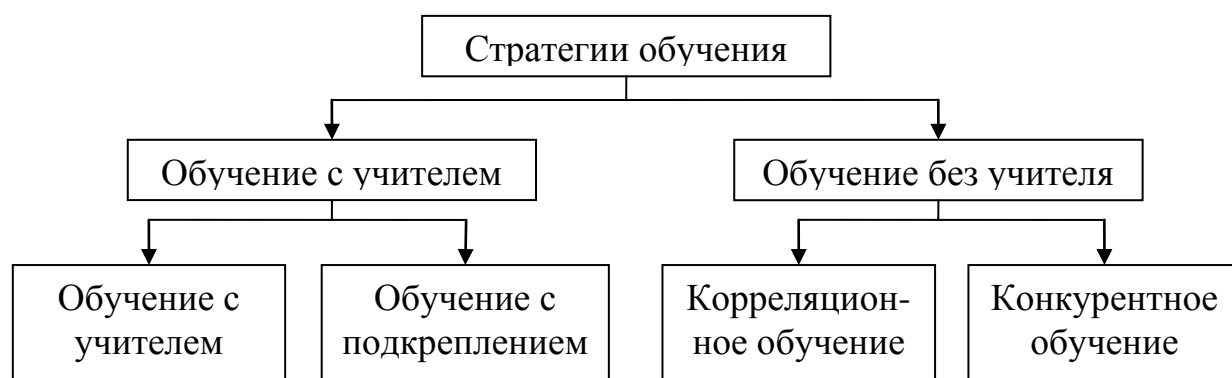 Стратегии обучения
Обучение с учителем
Обучение без учителя
Обучение с
учителем
Обучение с
подкреплением
Корреляцион-
ное обучение
Конкурентное
обучение